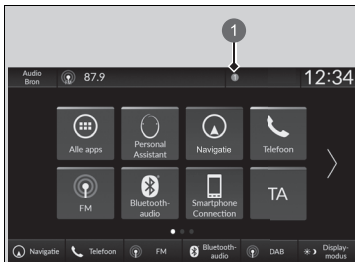 1
Audio
Bron
87.9
12:34
Alle apps
Personal
Assistant
Navigatie
Telefoon
FM
Bluetooth-
audio
Smartphone
Connection
TA
Navigatie
Telefoon
FM
Bluetooth-
audio
DAB
Display-
modus